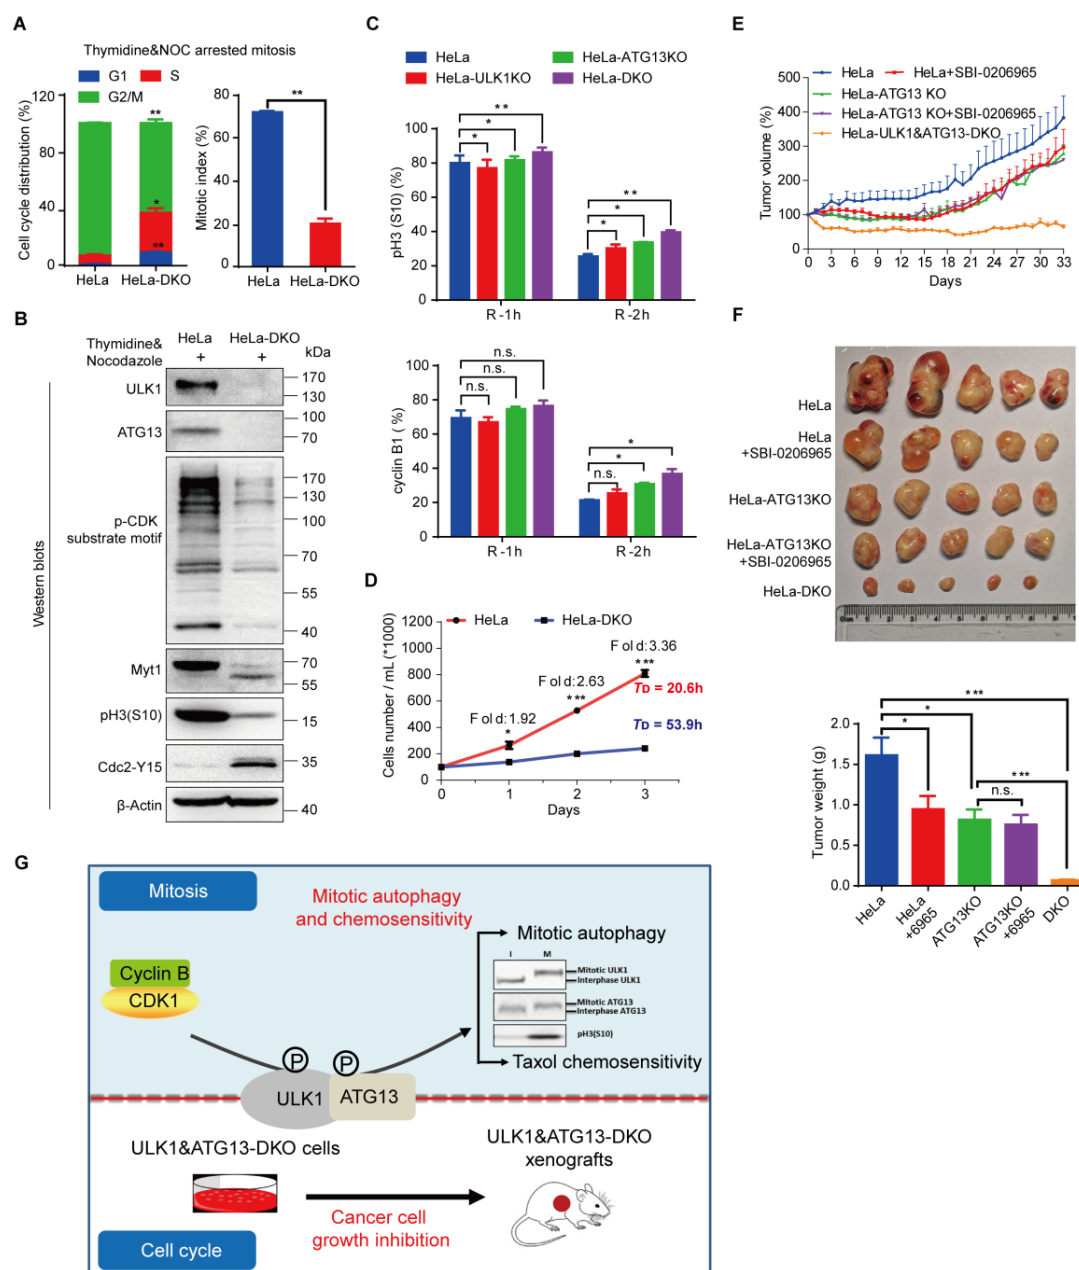 A
Thymidine&NOC arrested mitosis
G1
S
G2/M
Cell cycle distribution (%)
120
80
40
0
**
*
**
HeLa
HeLa-DKO
Mitotic index (%)
80
60
40
20
0
**
HeLa
HeLa-DKO
B
Thymidine&
Nocodazole
HeLa
HeLa-DKO
+
+
kDa
Western blots
ULK1
170
130
ATG13
100
70
p-CDK
substrate motif
170
130
100
70
55
40
Myt1
70
55
pH3(S10)
15
Cdc2-Y15
35
β-Actin
40
C
HeLa
HeLa-ATG13KO
HeLa-ULK1KO
HeLa-DKO
pH3 (S10) (%)
100
80
60
40
20
0
**
*
*
**
*
*
R-1h
R-2h
cyclin B1 (%)
100
80
60
40
20
0
n.s.
n.s.
n.s.
*
*
n.s.
R-1h
R-2h
D
HeLa
HeLa-DKO
Cells number / mL (*1000)
1200
1000
800
600
400
200
0
Fold:1.92
*
Fold:2.63
***
Fold:3.36
***
TD = 20.6h
TD = 53.9h
0
1
2
3
Days
E
HeLa
HeLa+SBI-0206965
HeLa-ATG13 KO
HeLa-ATG13 KO+SBI-0206965
HeLa-ULK1&ATG13-DKO
Tumor volume (%)
500
400
300
200
100
0
0 3 6 9 12 15 18 21 24 27 30 33
Days
F
HeLa
HeLa
+SBI-0206965
HeLa-ATG13KO
HeLa-ATG13KO
+SBI-0206965
HeLa-DKO
1 2 3 4 5 6 7 8 9
Tumor weight (g)
2.0
1.5
1.0
0.5
0.0
***
*
*
***
n.s.
HeLa
HeLa
+6965
ATG13KO
ATG13KO
+6965
DKO
G
Mitosis
Mitotic autophagy
and chemosensitivity
Cyclin B
CDK1
P
P
ULK1
ATG13
Mitotic autophagy
I
M
Mitotic ULK1
Interphase ULK1
Mitotic ATG13
Interphase ATG13
pH3(S10)
Taxol chemosensitivity
ULK1&ATG13-DKO cells
ULK1&ATG13-DKO
xenografts
Cancer cell
growth inhibition
Cell cycle